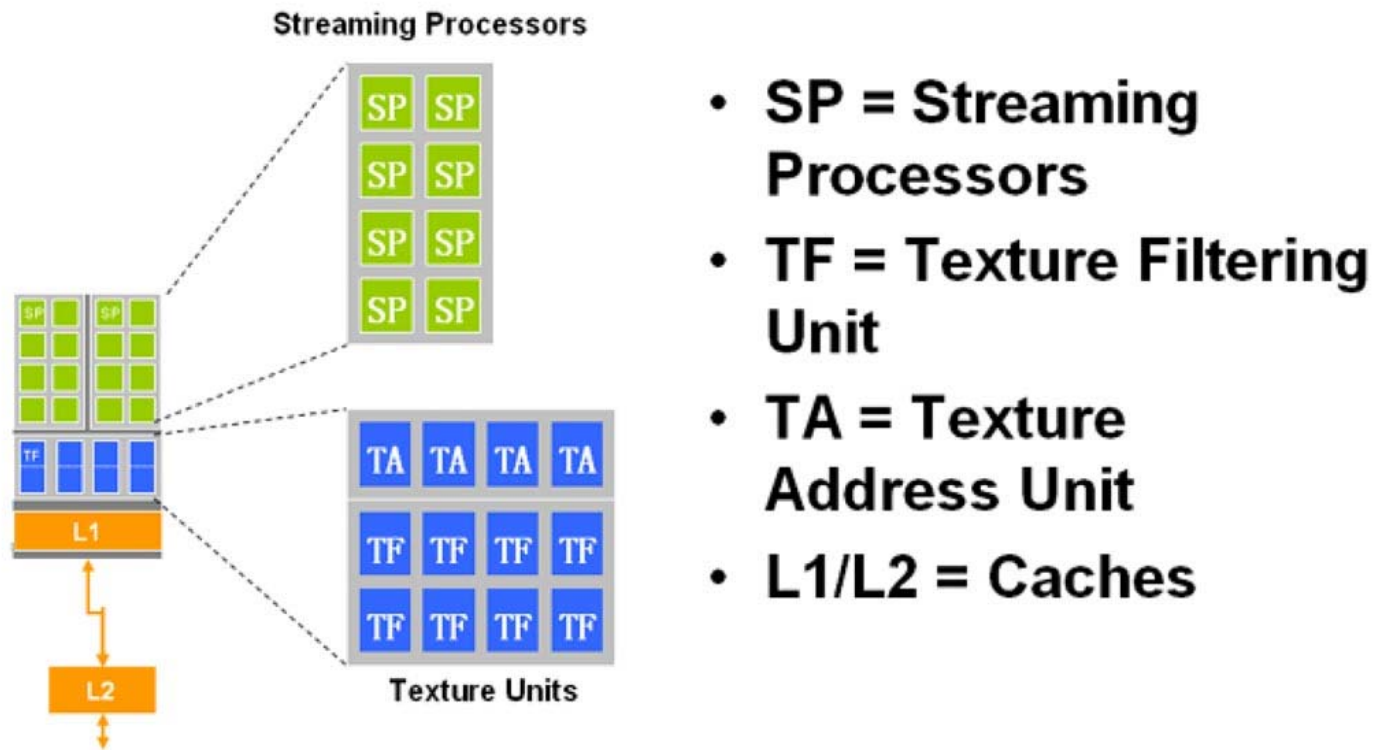 Streaming Processors
SP SP
SP SP
SP SP
SP SP
SP SP
TF
L1
L2
TA TA TA TA
TF TF TF TF
TF TF TF TF
Texture Units
• SP = Streaming
Processors
• TF = Texture Filtering
Unit
• TA = Texture
Address Unit
• L1/L2 = Caches